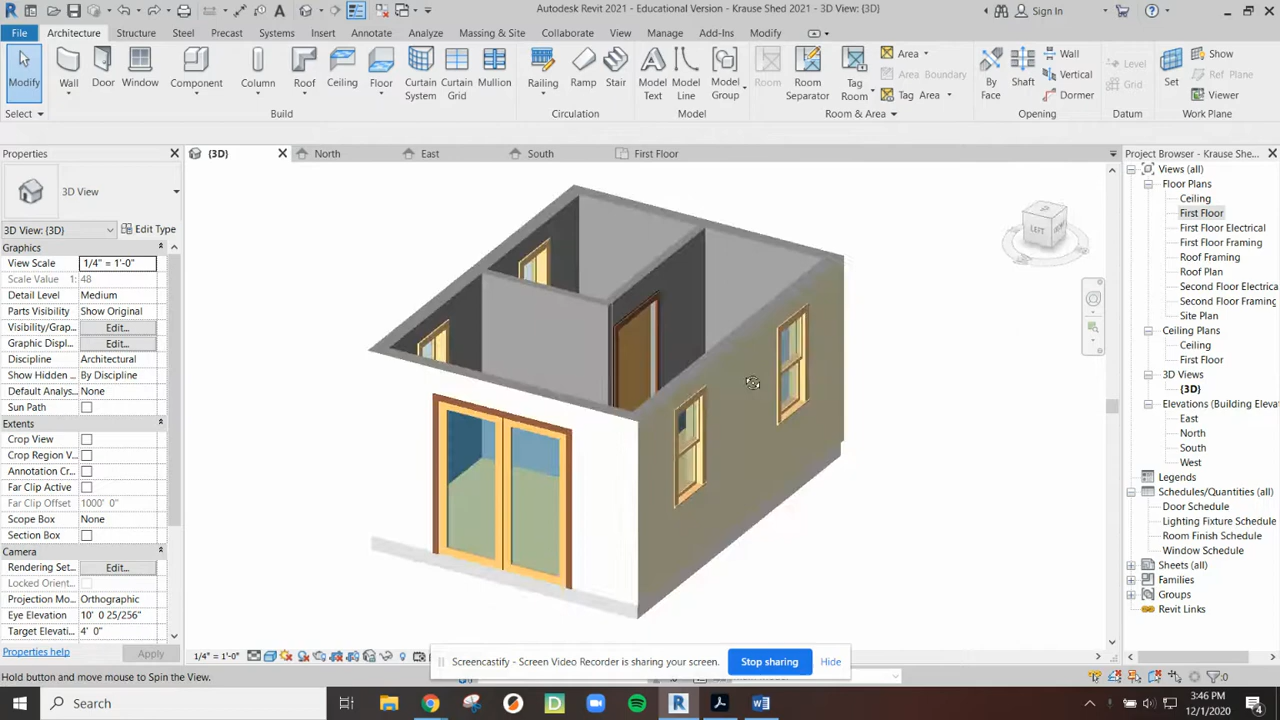 Autodesk Revit 2021 - Educational Version - Krause Shed 2021 - 3D View: {3D}
Sign In
File Architecture Structure Steel Precast Systems Insert Annotate Analyze Massing & Site Collaborate View Manage Add-Ins Modify
Modify Wall Door Window Component Column Roof Ceiling Floor Curtain System Curtain Grid Mullion Railing Ramp Stair Model Text Model Line Model Group Room Room Separator Tag Room
Area
Area Boundary
Tag Area
By Face Shaft
Wall
Vertical
Dormer
Level
Grid
Set
Show
Ref Plane
Viewer
Select Build Circulation Model Room & Area Opening Datum Work Plane
Properties
{3D} North East South First Floor
Project Browser - Krause She...
3D View
3D View: {3D} Edit Type
Graphics
View Scale 1/4" = 1'-0"
Scale Value 1: 48
Detail Level Medium
Parts Visibility Show Original
Visibility/Grap... Edit...
Graphic Displ... Edit...
Discipline Architectural
Show Hidden ... By Discipline
Default Analys... None
Sun Path
Extents
Crop View
Crop Region V...
Annotation Cr...
Far Clip Active
Far Clip Offset 1000' 0"
Scope Box None
Section Box
Camera
Rendering Set... Edit...
Locked Orient...
Projection Mo... Orthographic
Eye Elevation 10' 0 25/256"
Target Elevati... 4' 0"
Properties help Apply
LEFT
Views (all)
Floor Plans
Ceiling
First Floor
First Floor Electrical
First Floor Framing
Roof Framing
Roof Plan
Second Floor Electrica
Second Floor Framing
Site Plan
Ceiling Plans
Ceiling
First Floor
3D Views
{3D}
Elevations (Building Eleva
East
North
South
West
Legends
Schedules/Quantities (all)
Door Schedule
Lighting Fixture Schedule
Room Finish Schedule
Window Schedule
Sheets (all)
Families
Groups
Revit Links
1/4" = 1'-0"
Screencastify - Screen Video Recorder is sharing your screen. Stop sharing Hide
Hold button and move mouse to Spin the View.
:0
Search
3:46 PM
12/1/2020
4